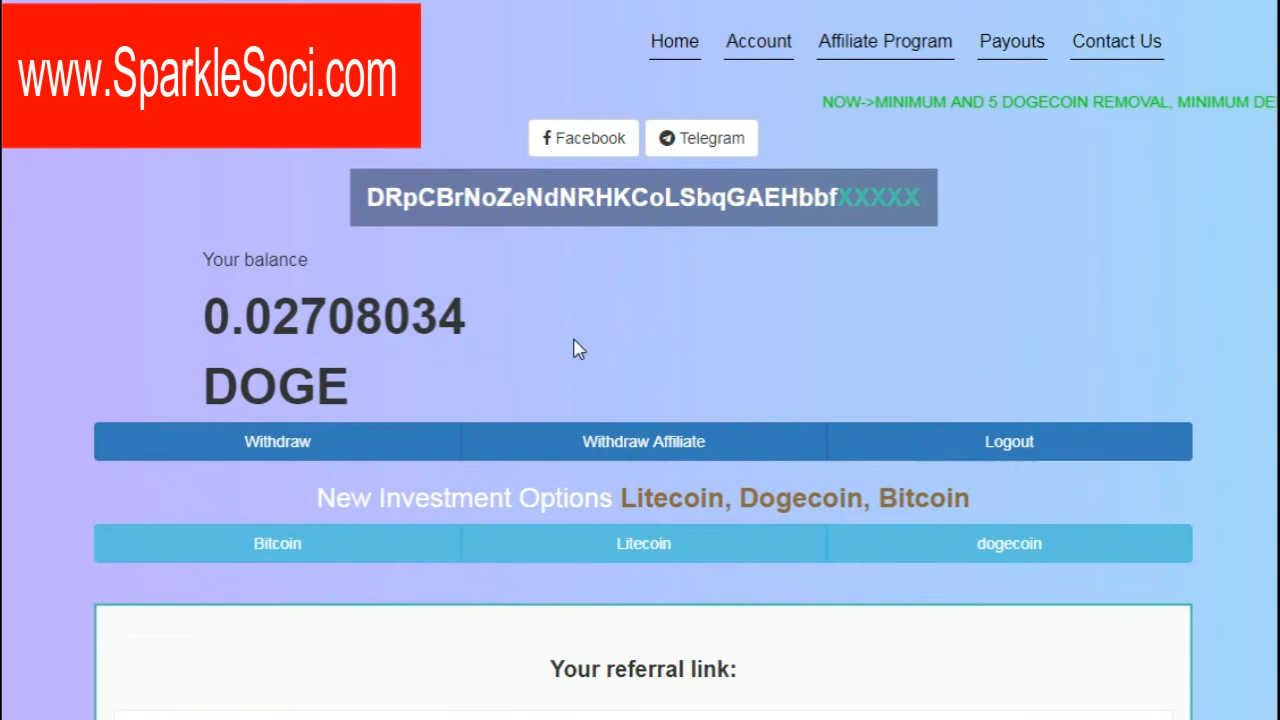 www.SparkleSoci.com
Home Account Affiliate Program Payouts Contact Us
NOW->MINIMUM AND 5 DOGECOIN REMOVAL, MINIMUM DE
Facebook Telegram
DRpCBrNoZeNdNRHKCoLSbqGAEHbbfXXXXX
Your balance
0.02708034
DOGE
Withdraw Withdraw Affiliate Logout
New Investment Options Litecoin, Dogecoin, Bitcoin
Bitcoin Litecoin dogecoin
Your referral link: